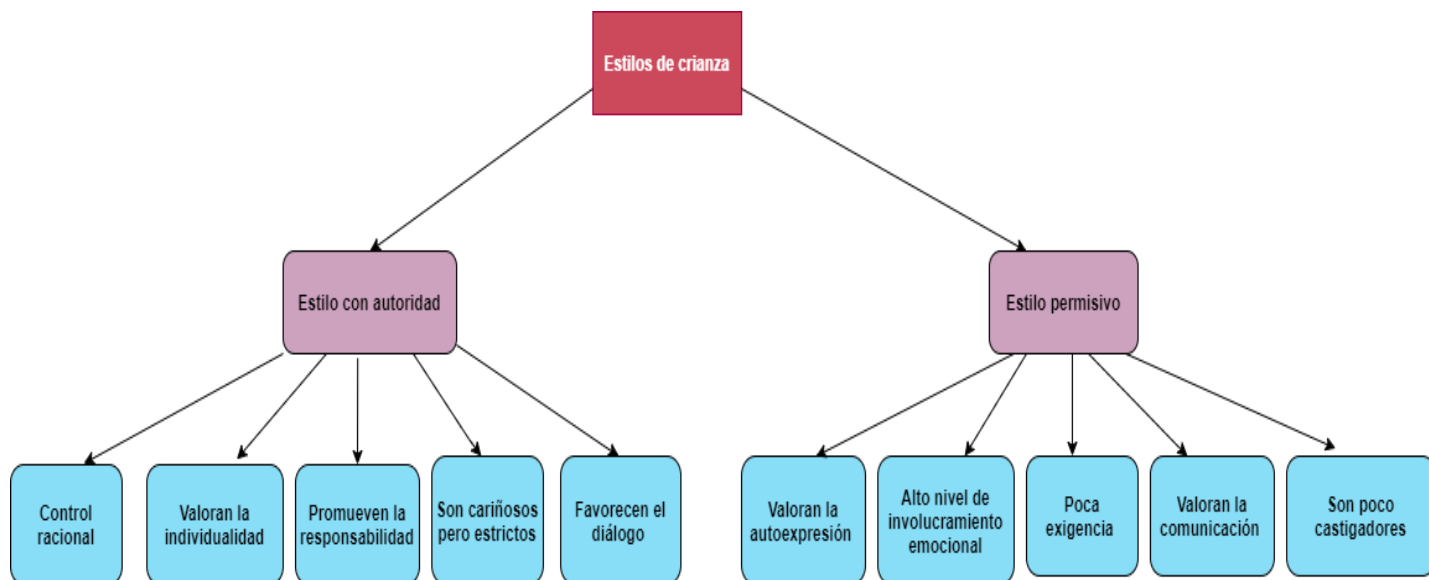 Estilos de crianza
Estilo con autoridad
Estilo permisivo
Control
racional
Valoran la
individualidad
Promueven la
responsabilidad
Son cariñosos
pero estrictos
Favorecen el
diálogo
Valoran la
autoexpresión
Alto nivel de
involucramiento
emocional
Poca
exigencia
Valoran la
comunicación
Son poco
castigadores